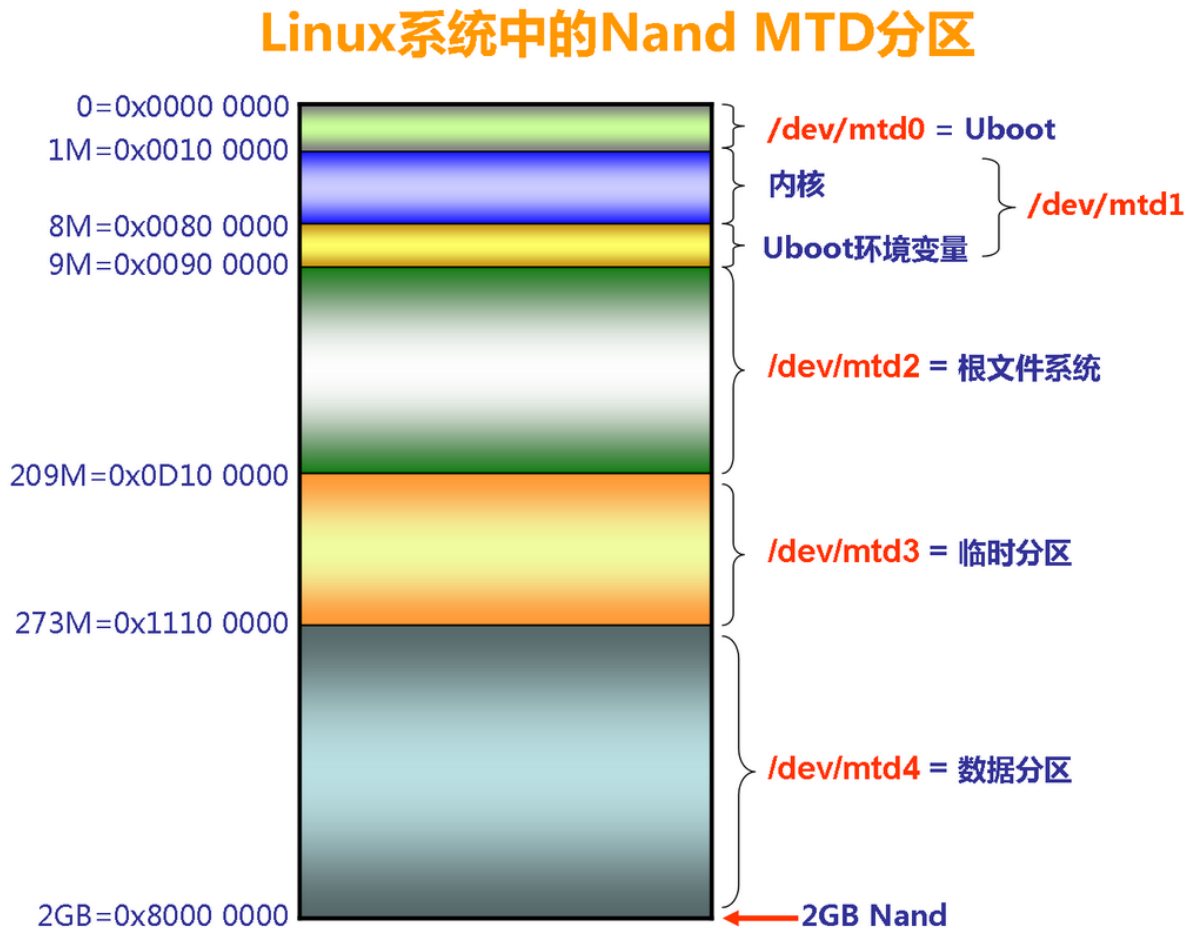 Linux系统中的Nand MTD分区
0=0x0000 0000
/dev/mtd0 = Uboot
1M=0x0010 0000
内核
/dev/mtd1
8M=0x0080 0000
Uboot环境变量
9M=0x0090 0000
/dev/mtd2 = 根文件系统
209M=0x0D10 0000
/dev/mtd3 = 临时分区
273M=0x1110 0000
/dev/mtd4 = 数据分区
2GB=0x8000 0000
2GB Nand